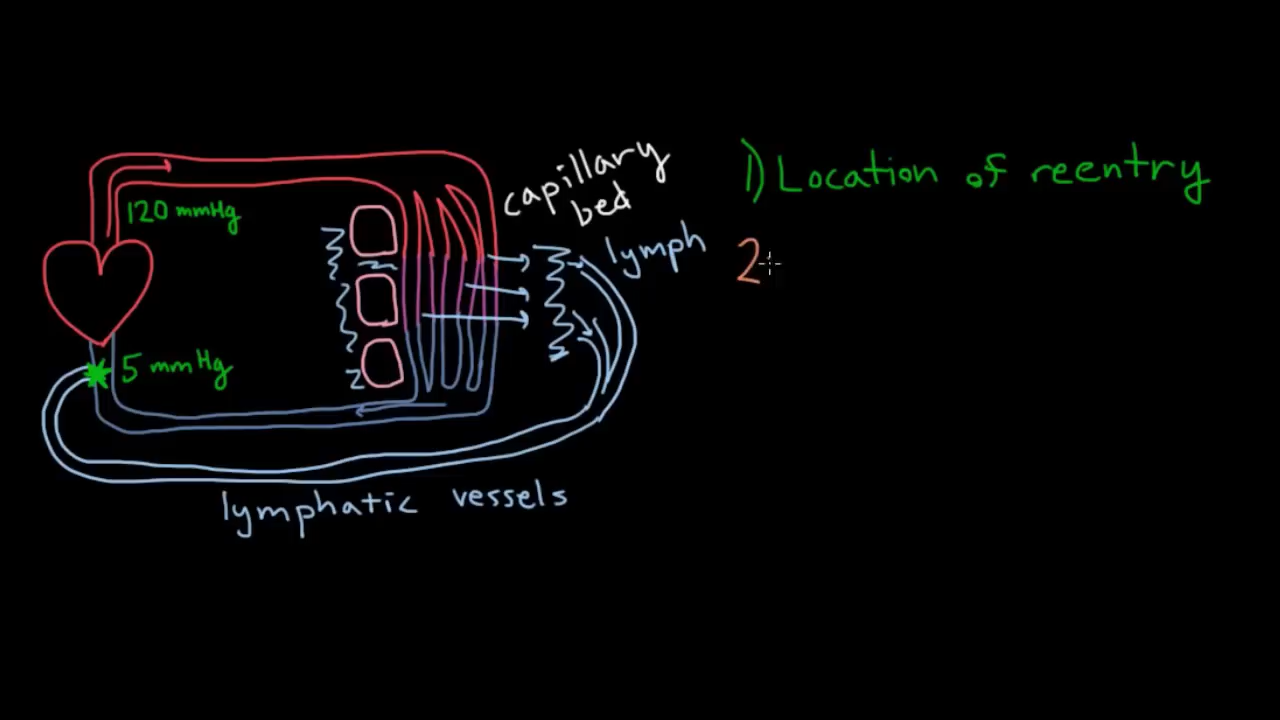 1) Location of reentry
120 mmHg
capillary
bed
lymph
2
5 mmHg
lymphatic vessels